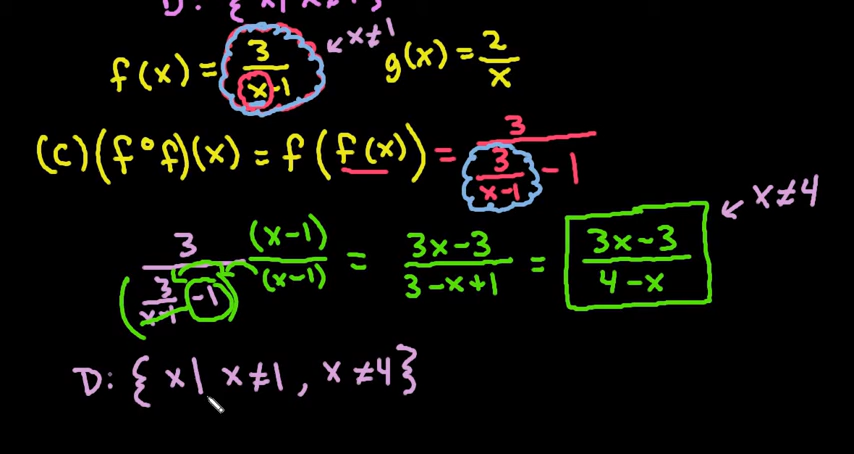 D: { x | x≠1 }
f(x) = 3/(x-1) ← x≠1 g(x) = 2/x
(c) (f∘f)(x) = f(f(x)) = 3/(3/(x-1) - 1)
3/(3/(x-1) - 1) (x-1)/(x-1) = (3x-3)/(3-x+1) = (3x-3)/(4-x) ← x≠4
D: { x | x≠1, x≠4 }